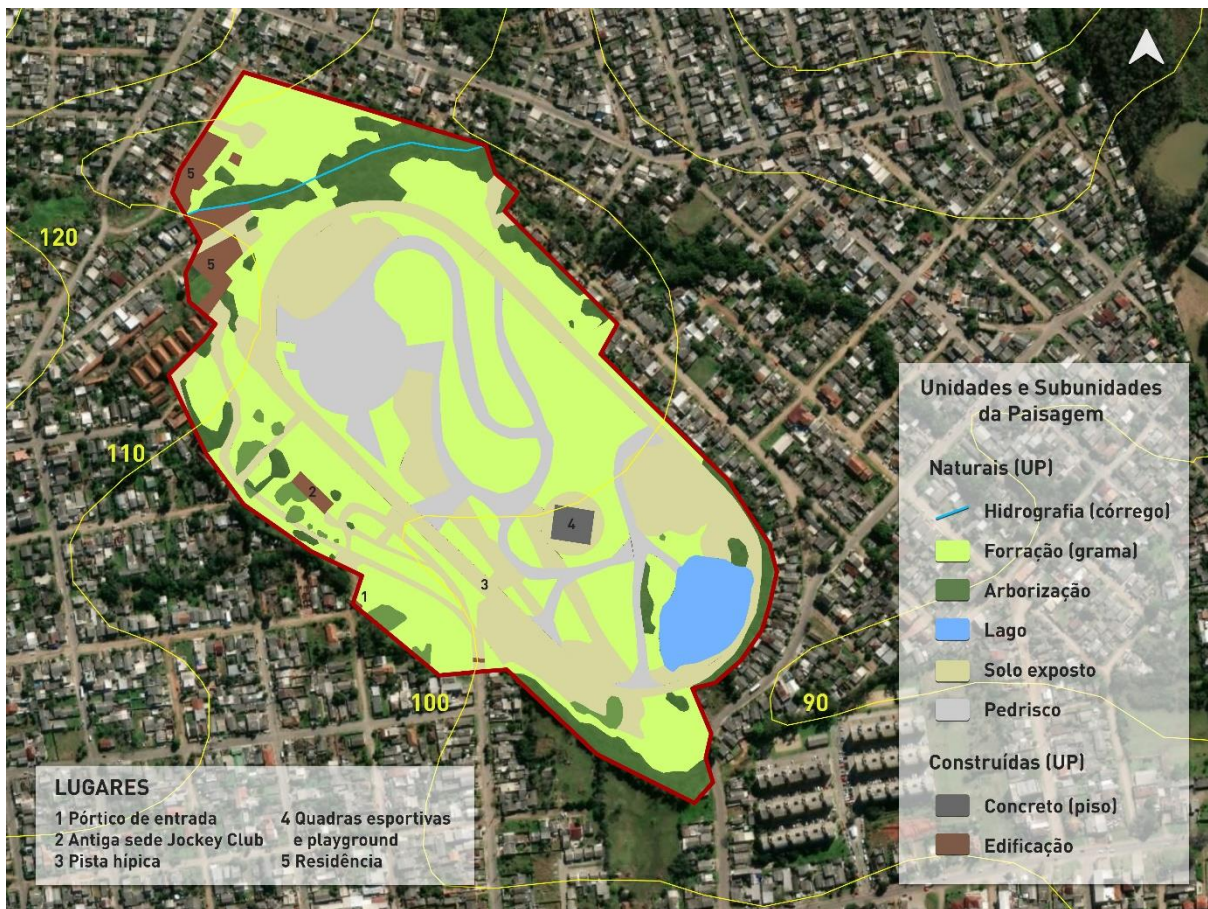 120
5
5
110
2
4
3
1
100
90
Unidades e Subunidades
da Paisagem
Naturais (UP)
Hidrografia (córrego)
Forração (grama)
Arborização
Lago
Solo exposto
Pedrisco
Construídas (UP)
Concreto (piso)
Edificação
LUGARES
1 Pórtico de entrada
2 Antiga sede Jockey Club
3 Pista hípica
4 Quadras esportivas
e playground
5 Residência